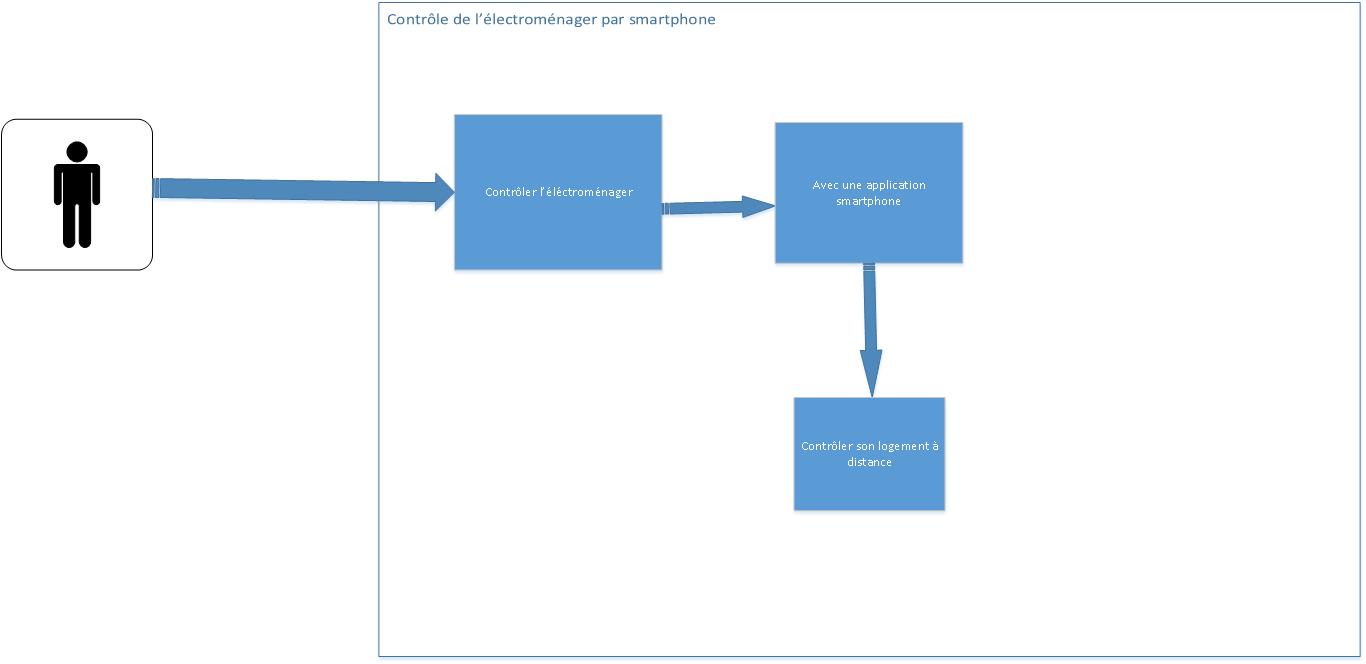 Contrôle de l’électroménager par smartphone
Contrôler l’éléctroménager
Avec une application
smartphone
Contrôler son logement à
distance